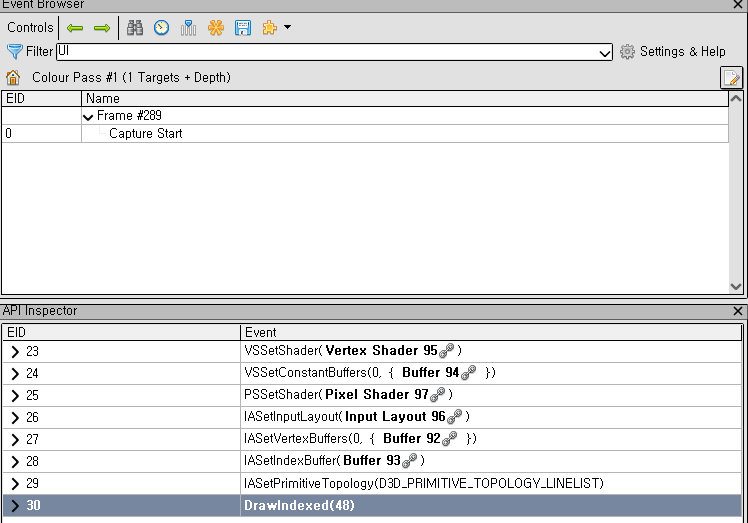 Event Browser
Controls
Filter UI Settings & Help
Colour Pass #1 (1 Targets + Depth)
EID Name
Frame #289
0 Capture Start
API Inspector
EID Event
23 VSSetShader( Vertex Shader 95 )
24 VSSetConstantBuffers(0, { Buffer 94 })
25 PSSetShader( Pixel Shader 97 )
26 IASetInputLayout( Input Layout 96 )
27 IASetVertexBuffers(0, { Buffer 92 })
28 IASetIndexBuffer( Buffer 93 )
29 IASetPrimitiveTopology(D3D_PRIMITIVE_TOPOLOGY_LINELIST)
30 DrawIndexed(48)